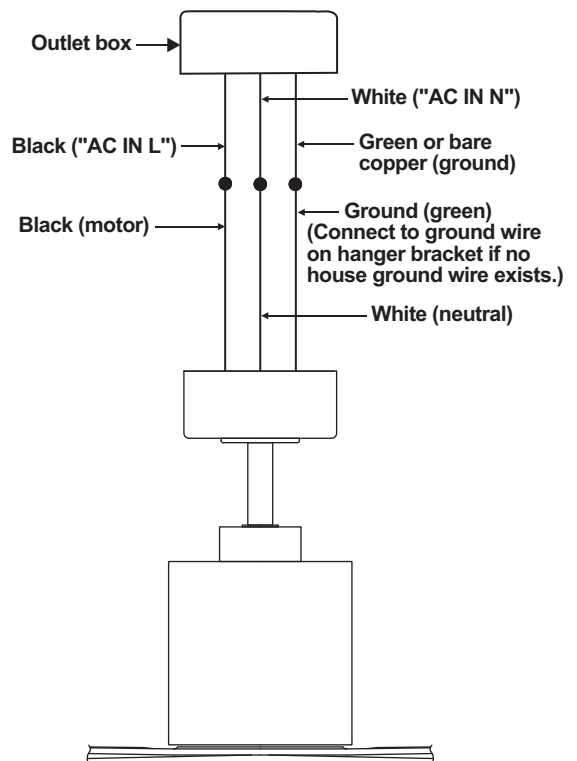 Outlet box
White ("AC IN N")
Black ("AC IN L")
Green or bare
copper (ground)
Black (motor)
Ground (green)
(Connect to ground wire
on hanger bracket if no
house ground wire exists.)
White (neutral)